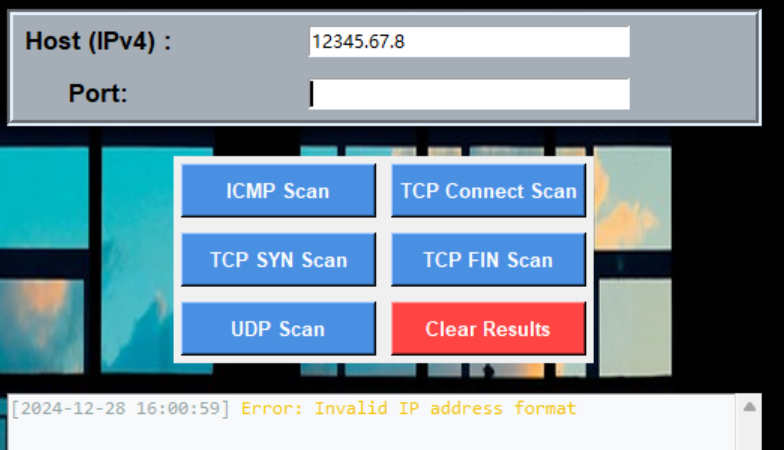 Host (IPv4) : 12345.67.8
Port:
ICMP Scan TCP Connect Scan
TCP SYN Scan TCP FIN Scan
UDP Scan Clear Results
[2024-12-28 16:00:59] Error: Invalid IP address format